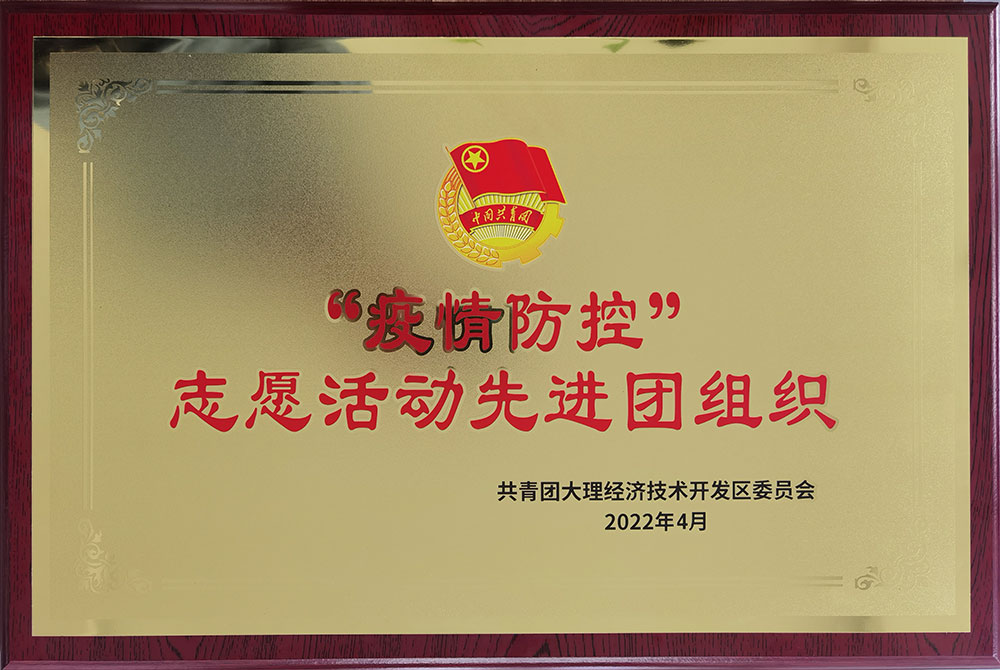 中国共青团
“疫情防控”
志愿活动先进团组织
共青团大理经济技术开发区委员会
2022年4月